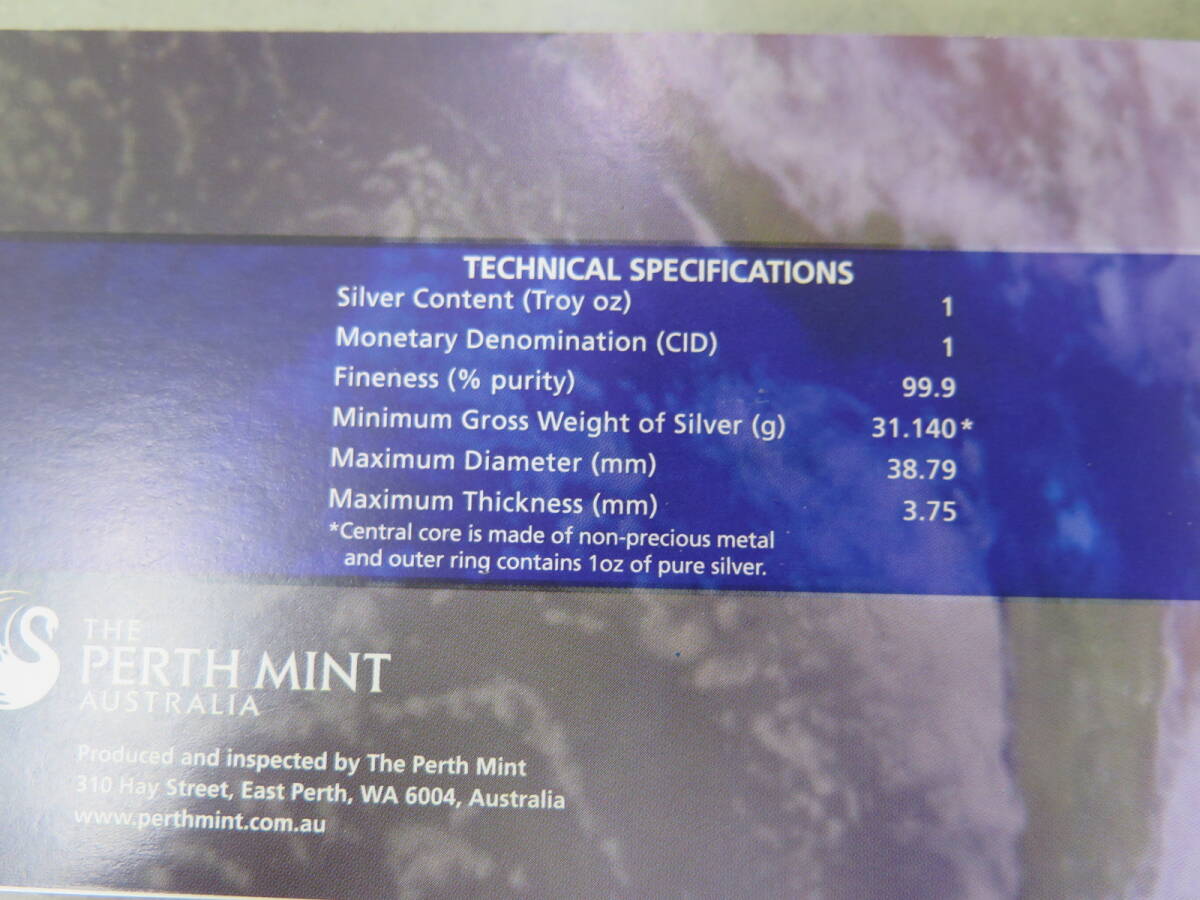 TECHNICAL SPECIFICATIONS
Silver Content (Troy oz) 1
Monetary Denomination (CID) 1
Fineness (% purity) 99.9
Minimum Gross Weight of Silver (g) 31.140*
Maximum Diameter (mm) 38.79
Maximum Thickness (mm) 3.75
*Central core is made of non-precious metal
and outer ring contains 1oz of pure silver.
THE
PERTH MINT
AUSTRALIA
Produced and inspected by The Perth Mint
310 Hay Street, East Perth, WA 6004, Australia
www.perthmint.com.au